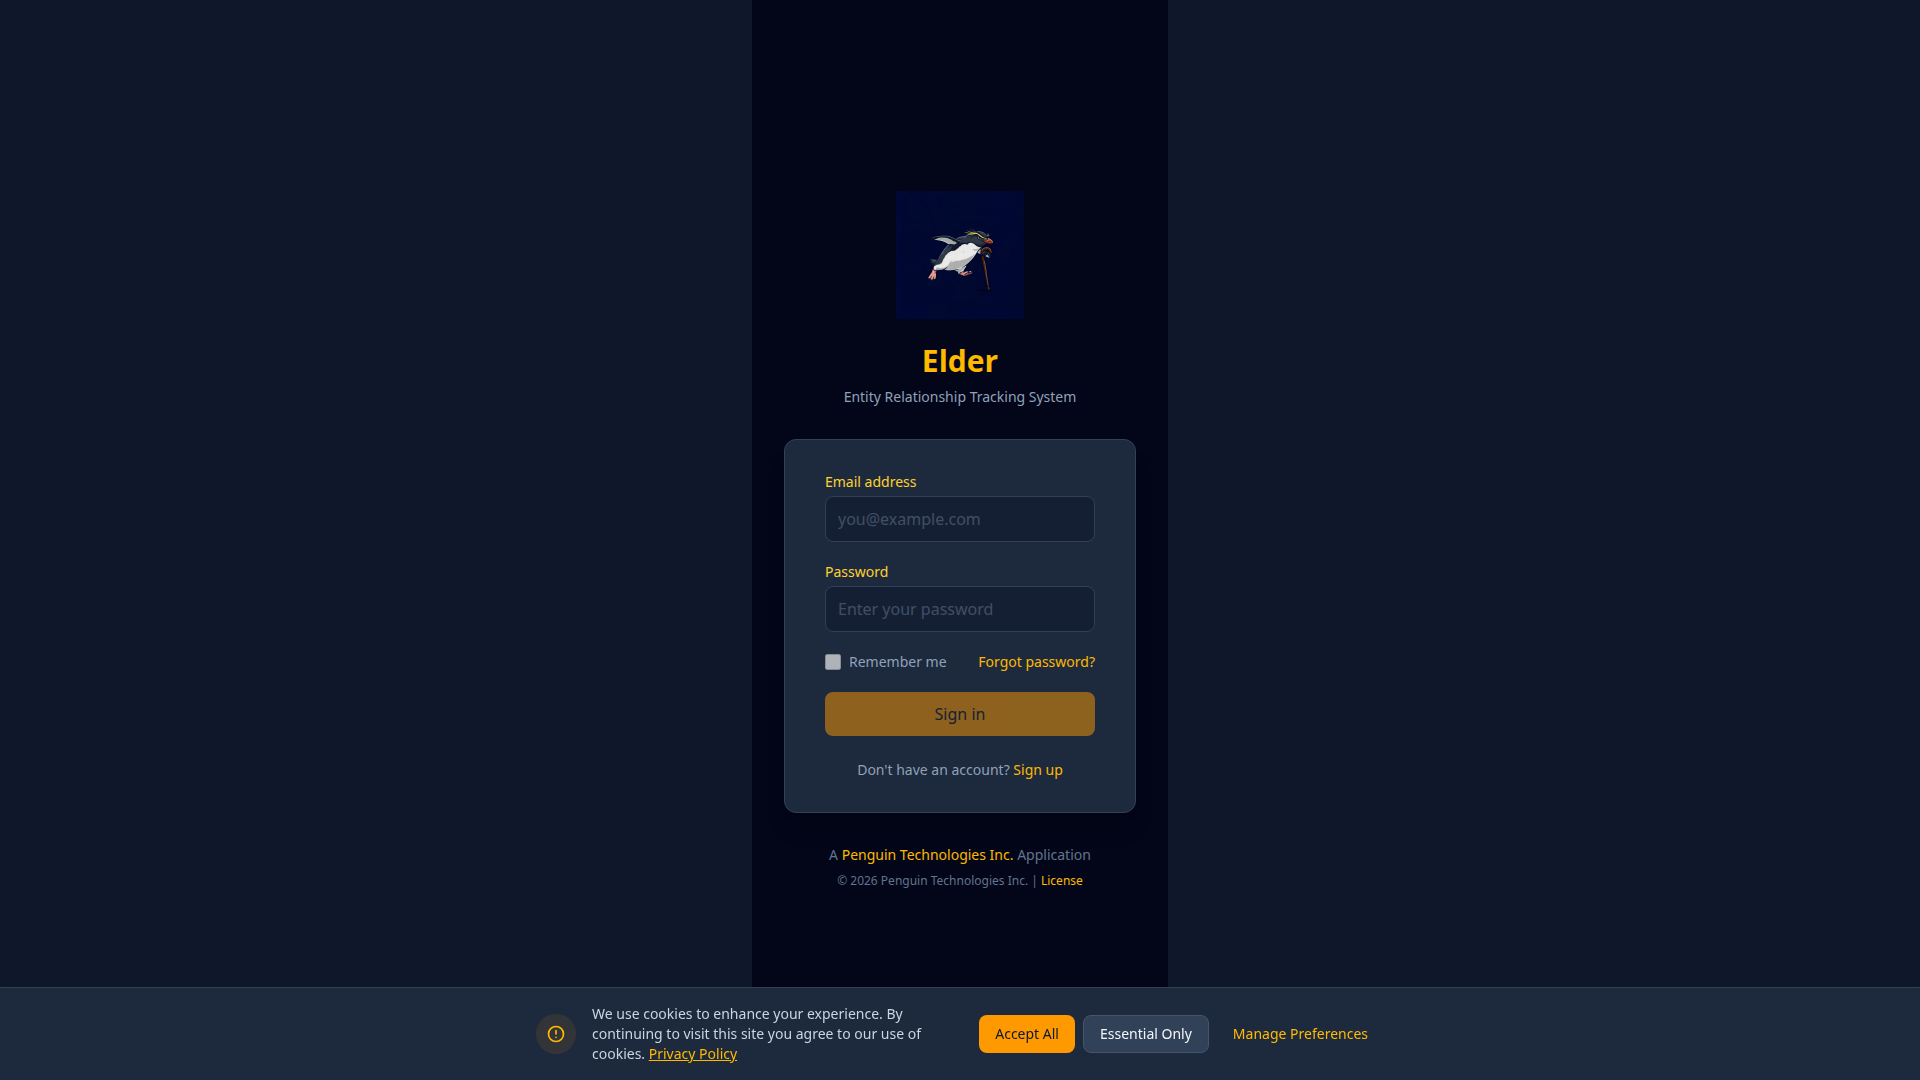 Elder
Entity Relationship Tracking System
Email address
you@example.com
Password
Enter your password
Remember me
Forgot password?
Sign in
Don't have an account? Sign up
A Penguin Technologies Inc. Application
© 2026 Penguin Technologies Inc. | License
We use cookies to enhance your experience. By
continuing to visit this site you agree to our use of
cookies. Privacy Policy
Accept All
Essential Only
Manage Preferences